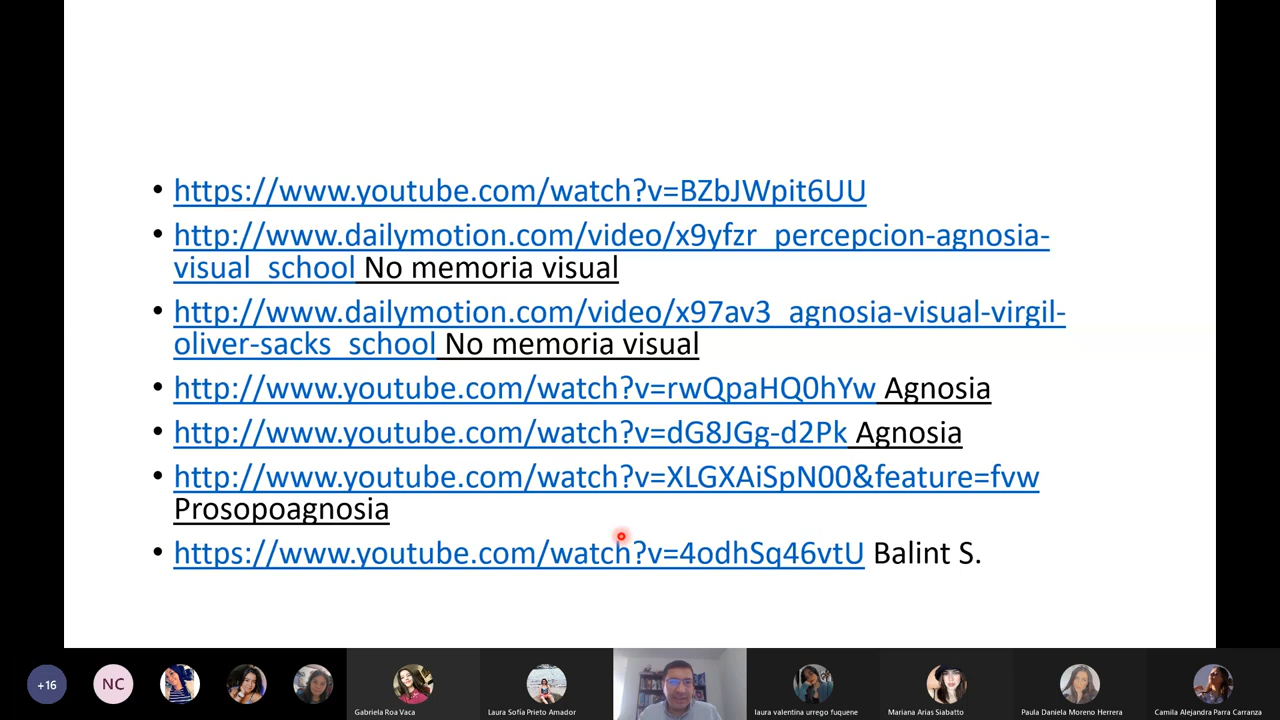 • https://www.youtube.com/watch?v=BZbJWpit6UU
• http://www.dailymotion.com/video/x9yfzr_percepcion-agnosia-
visual_school No memoria visual
• http://www.dailymotion.com/video/x97av3_agnosia-visual-virgil-
oliver-sacks_school No memoria visual
• http://www.youtube.com/watch?v=rwQpaHQ0hYw Agnosia
• http://www.youtube.com/watch?v=dG8JGg-d2Pk Agnosia
• http://www.youtube.com/watch?v=XLGXAiSpN00&feature=fvw
Prosopoagnosia
• https://www.youtube.com/watch?v=4odhSq46vtU Balint S.
+16
NC
Gabriela Roa Vaca
Laura Sofía Prieto Amador
laura valentina urrego fuquene
Mariana Arias Siabatto
Paula Daniela Moreno Herrera
Camila Alejandra Parra Carranza